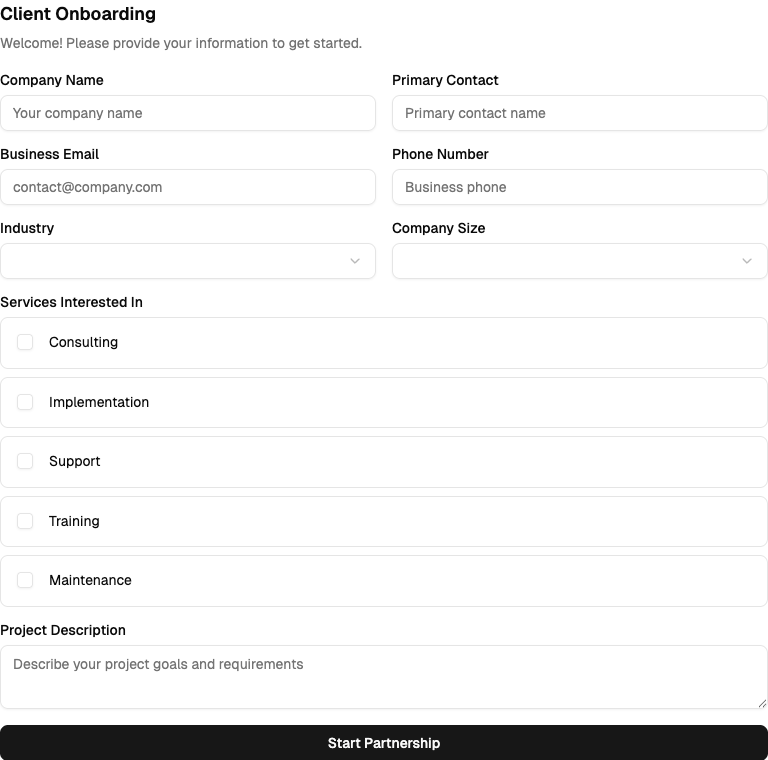 Client Onboarding
Welcome! Please provide your information to get started.
Company Name
Primary Contact
Your company name
Primary contact name
Business Email
Phone Number
contact@company.com
Business phone
Industry
Company Size
Services Interested In
Consulting
Implementation
Support
Training
Maintenance
Project Description
Describe your project goals and requirements
Start Partnership